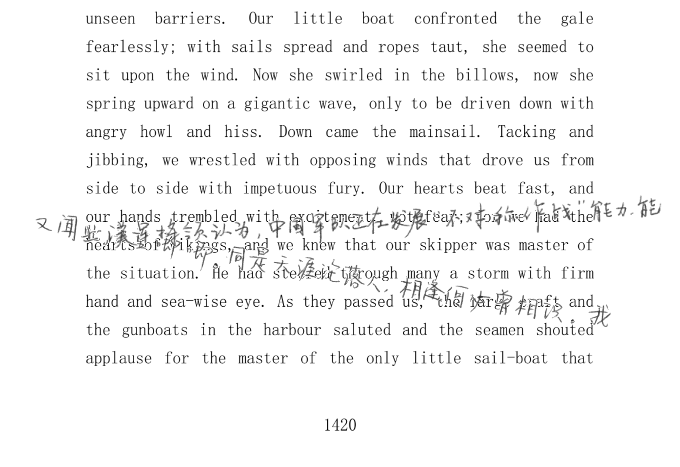 unseen barriers. Our little boat confronted the gale
fearlessly; with sails spread and ropes taut, she seemed to
sit upon the wind. Now she swirled in the billows, now she
spring upward on a gigantic wave, only to be driven down with
angry howl and hiss. Down came the mainsail. Tacking and
jibbing, we wrestled with opposing winds that drove us from
side to side with impetuous fury. Our hearts beat fast, and
our hands trembled with excitement, not fear; for we had the
又闻 认为，中国军队正在发展“不对称作战”能力，能
hearts of vikings, and we knew that our skipper was master of
即。同是天涯沦落人，相逢何必曾相识。我
the situation. He had steered through many a storm with firm
hand and sea-wise eye. As they passed us, the large craft and
the gunboats in the harbour saluted and the seamen shouted
applause for the master of the only little sail-boat that
1420